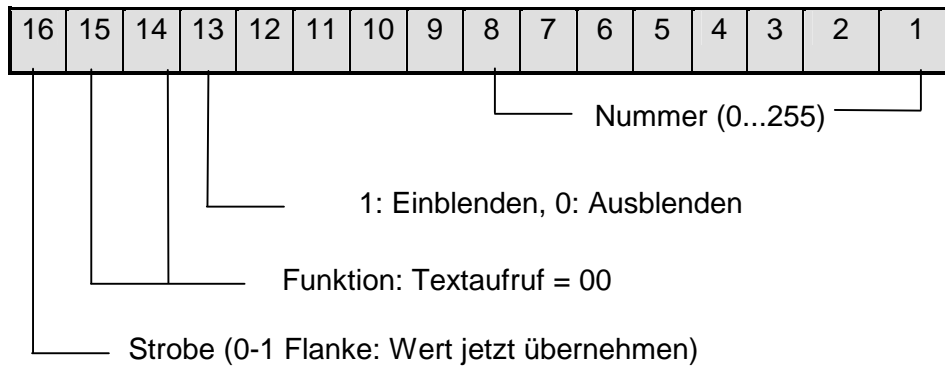 16 15 14 13 12 11 10 9 8 7 6 5 4 3 2 1
Nummer (0...255)
1: Einblenden, 0: Ausblenden
Funktion: Textaufruf = 00
Strobe (0-1 Flanke: Wert jetzt übernehmen)